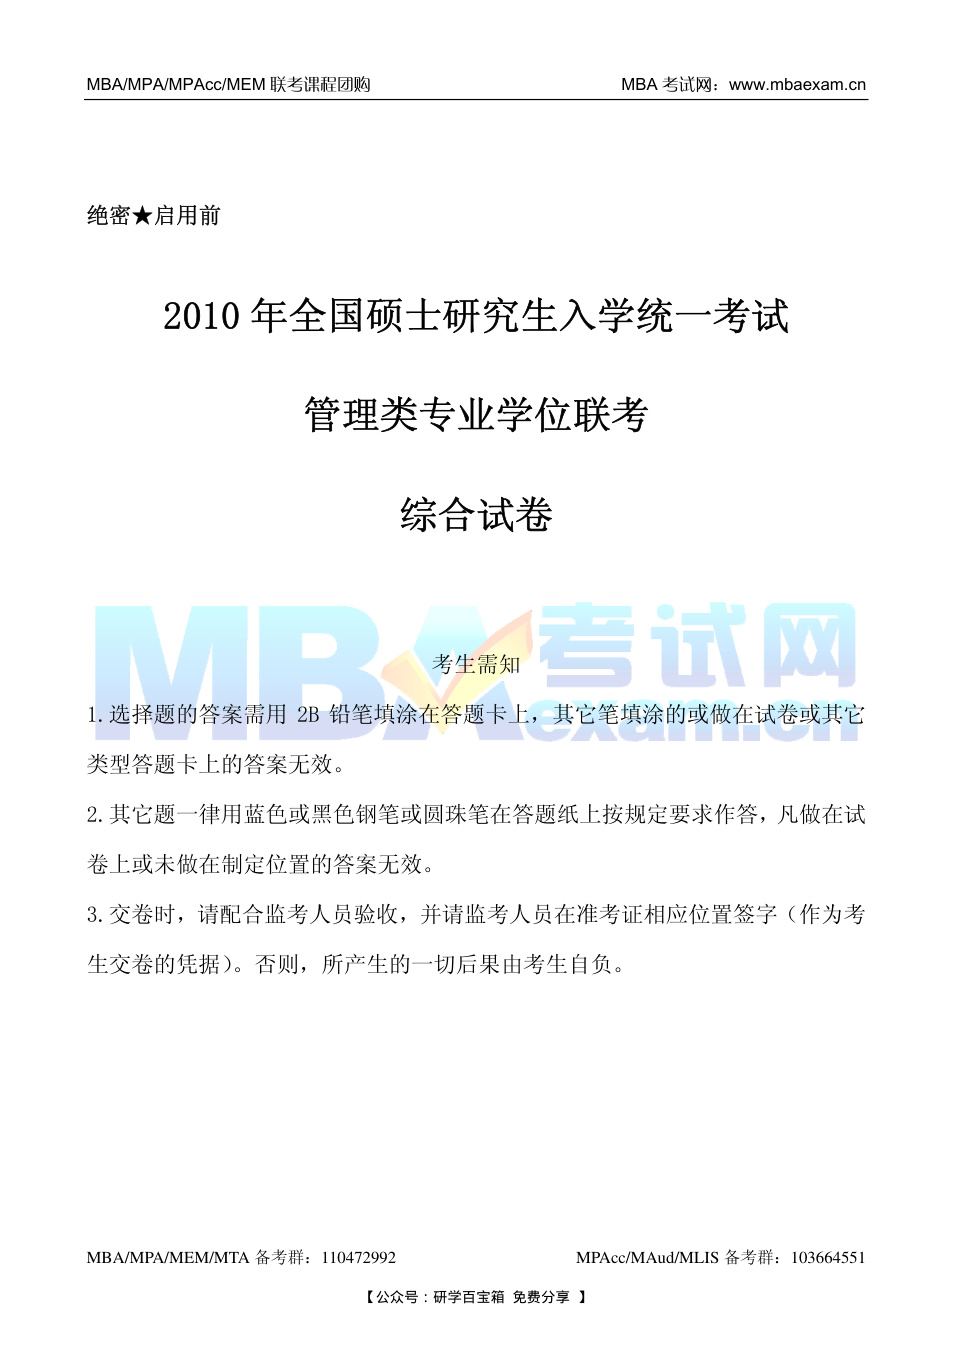 MBA/MPA/MPAcc/MEM 联考课程团购 MBA 考试网：www.mbaexam.cn
绝密★启用前
2010 年全国硕士研究生入学统一考试
管理类专业学位联考
综合试卷
MBA考试网
exam.cn
考生需知
1.选择题的答案需用 2B 铅笔填涂在答题卡上，其它笔填涂的或做在试卷或其它
类型答题卡上的答案无效。
2.其它题一律用蓝色或黑色钢笔或圆珠笔在答题纸上按规定要求作答，凡做在试
卷上或未做在制定位置的答案无效。
3.交卷时，请配合监考人员验收，并请监考人员在准考证相应位置签字（作为考
生交卷的凭据）。否则，所产生的一切后果由考生自负。
MBA/MPA/MEM/MTA 备考群：110472992 MPAcc/MAud/MLIS 备考群：103664551
【公众号：研学百宝箱 免费分享 】